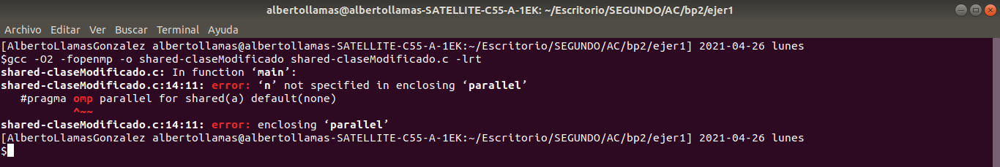 albertollamas@albertollamas-SATELLITE-C55-A-1EK: ~/Escritorio/SEGUNDO/AC/bp2/ejer1
Archivo Editar Ver Buscar Terminal Ayuda
[AlbertoLlamasGonzalez albertollamas@albertollamas-SATELLITE-C55-A-1EK:~/Escritorio/SEGUNDO/AC/bp2/ejer1] 2021-04-26 lunes
$gcc -O2 -fopenmp -o shared-claseModificado shared-claseModificado.c -lrt
shared-claseModificado.c: In function ‘main’:
shared-claseModificado.c:14:11: error: ‘n’ not specified in enclosing ‘parallel’
   #pragma omp parallel for shared(a) default(none)
           ^~~
shared-claseModificado.c:14:11: error: enclosing ‘parallel’
[AlbertoLlamasGonzalez albertollamas@albertollamas-SATELLITE-C55-A-1EK:~/Escritorio/SEGUNDO/AC/bp2/ejer1] 2021-04-26 lunes
$